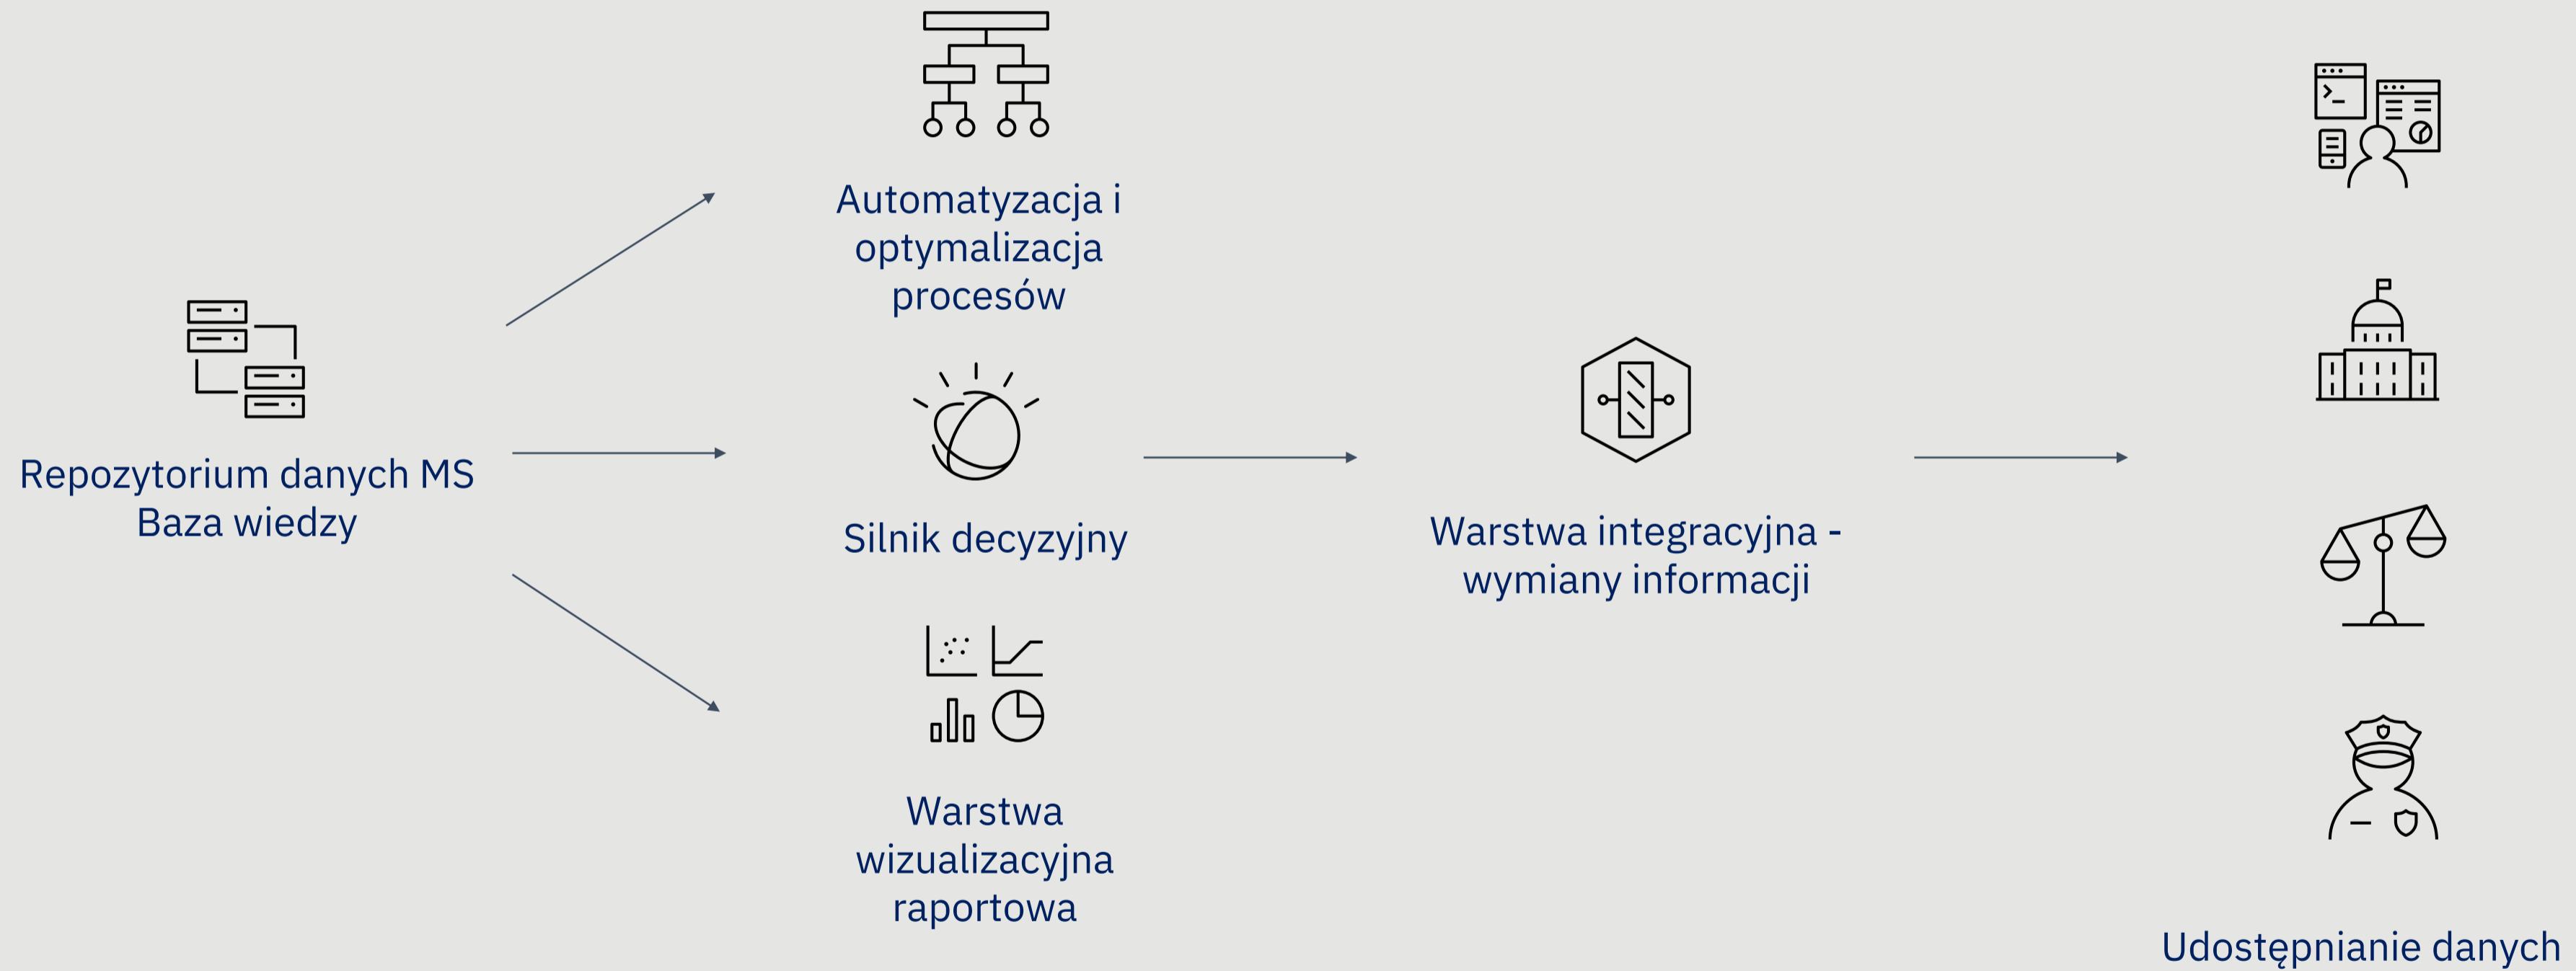 Repozytorium danych MS
Baza wiedzy
Automatyzacja i
optymalizacja
procesów
Silnik decyzyjny
Warstwa
wizualizacyjna
raportowa
Warstwa integracyjna -
wymiany informacji
Udostępnianie danych